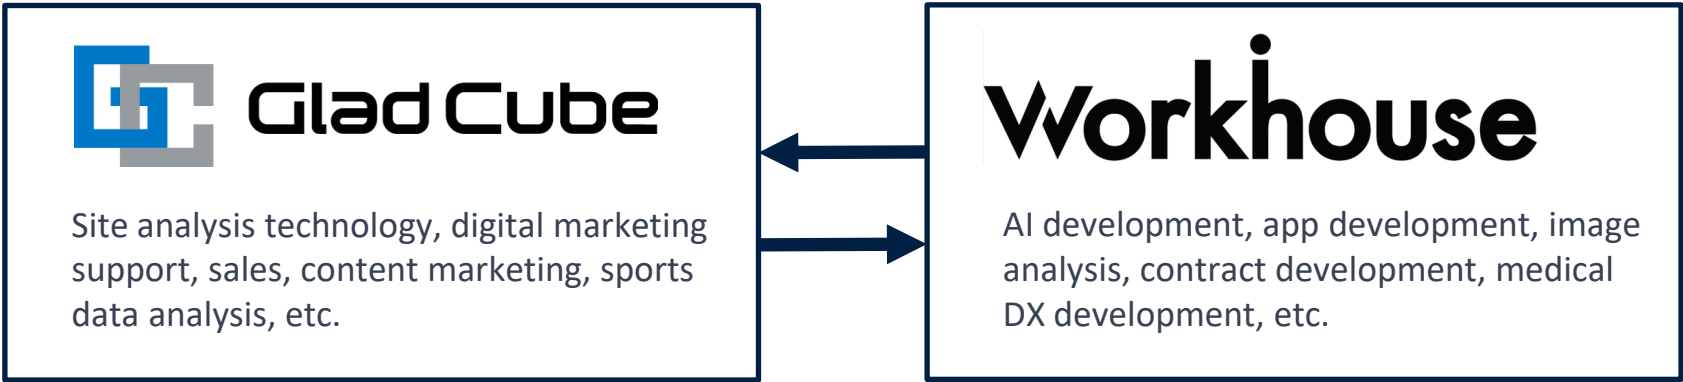 Glad Cube
Site analysis technology, digital marketing
support, sales, content marketing, sports
data analysis, etc.
Workhouse
AI development, app development, image
analysis, contract development, medical
DX development, etc.